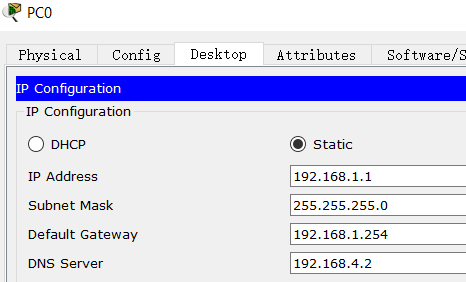 PC0
Physical Config Desktop Attributes Software/S
IP Configuration
IP Configuration
DHCP Static
IP Address 192.168.1.1
Subnet Mask 255.255.255.0
Default Gateway 192.168.1.254
DNS Server 192.168.4.2